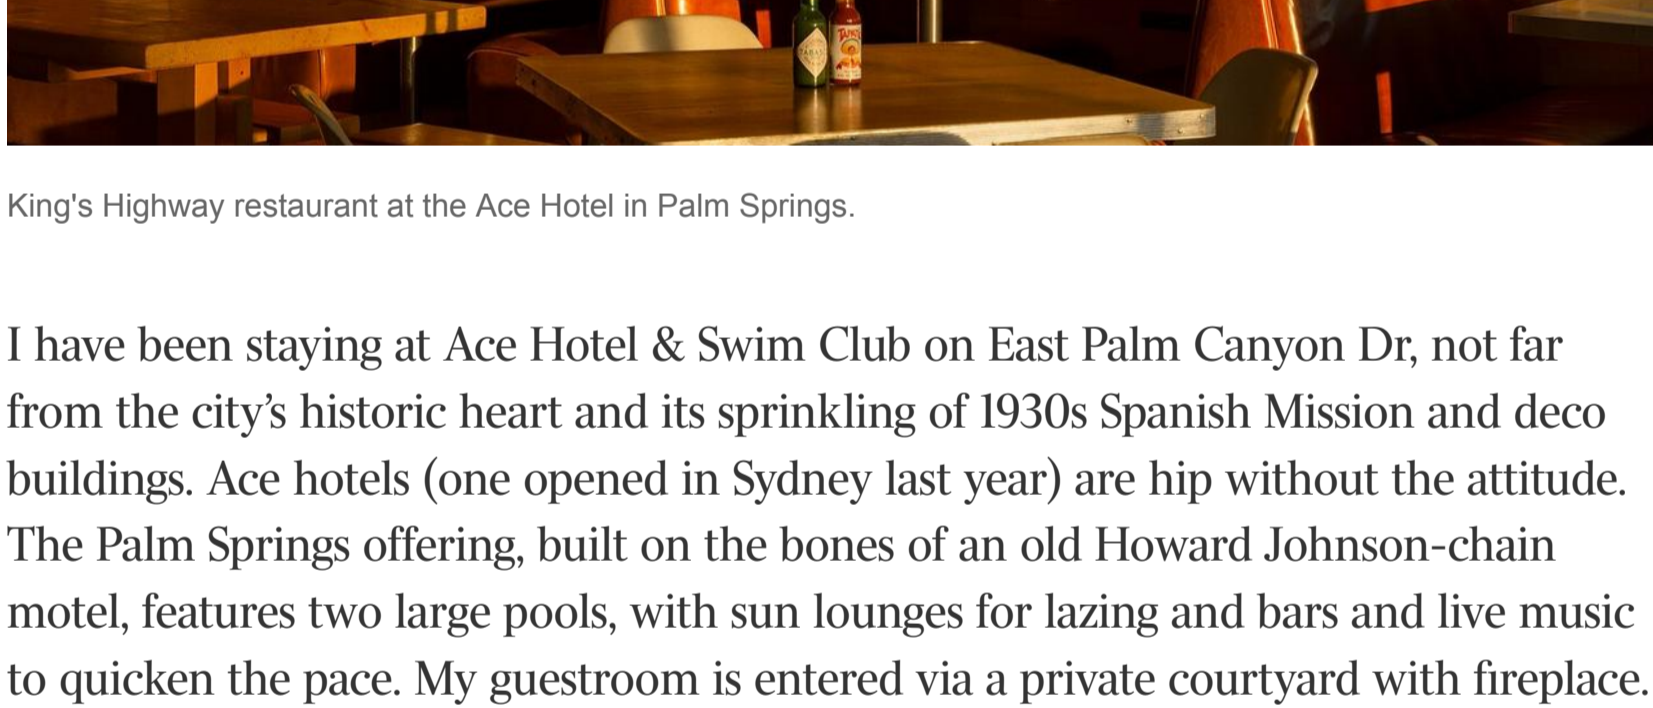 TABASCO
TAPATÍO
King's Highway restaurant at the Ace Hotel in Palm Springs.
I have been staying at Ace Hotel & Swim Club on East Palm Canyon Dr, not far
from the city’s historic heart and its sprinkling of 1930s Spanish Mission and deco
buildings. Ace hotels (one opened in Sydney last year) are hip without the attitude.
The Palm Springs offering, built on the bones of an old Howard Johnson-chain
motel, features two large pools, with sun lounges for lazing and bars and live music
to quicken the pace. My guestroom is entered via a private courtyard with fireplace.